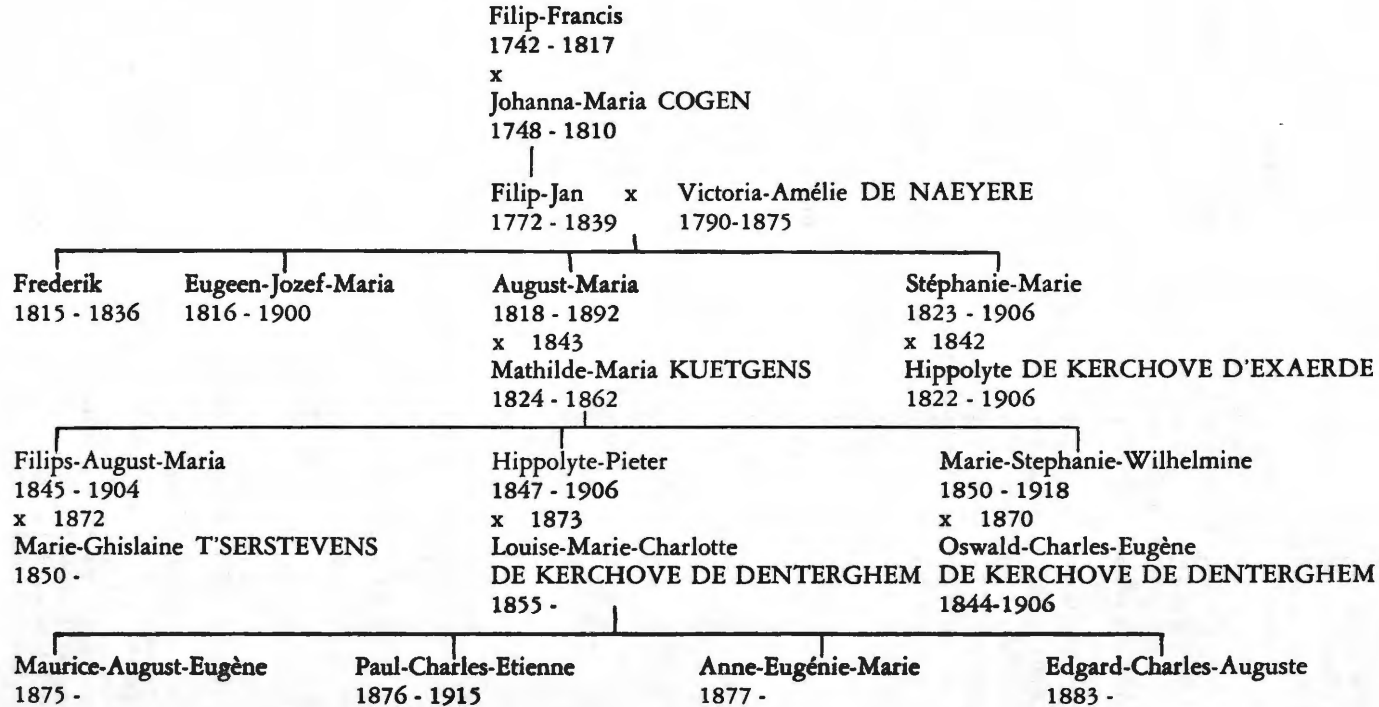 Filip-Francis
1742 - 1817
x
Johanna-Maria COGEN
1748 - 1810
Filip-Jan x Victoria-Amélie DE NAEYERE
1772 - 1839 1790-1875
Frederik Eugeen-Jozef-Maria August-Maria Stéphanie-Marie
1815 - 1836 1816 - 1900 1818 - 1892 1823 - 1906
x 1843 x 1842
Mathilde-Maria KUETGENS Hippolyte DE KERCHOVE D'EXAERDE
1824 - 1862 1822 - 1906
Filips-August-Maria Hippolyte-Pieter Marie-Stephanie-Wilhelmine
1845 - 1904 1847 - 1906 1850 - 1918
x 1872 x 1873 x 1870
Marie-Ghislaine T'SERSTEVENS Louise-Marie-Charlotte Oswald-Charles-Eugène
1850 - DE KERCHOVE DE DENTERGHEM DE KERCHOVE DE DENTERGHEM
1855 - 1844-1906
Maurice-August-Eugène Paul-Charles-Etienne Anne-Eugénie-Marie Edgard-Charles-Auguste
1875 - 1876 - 1915 1877 - 1883 -